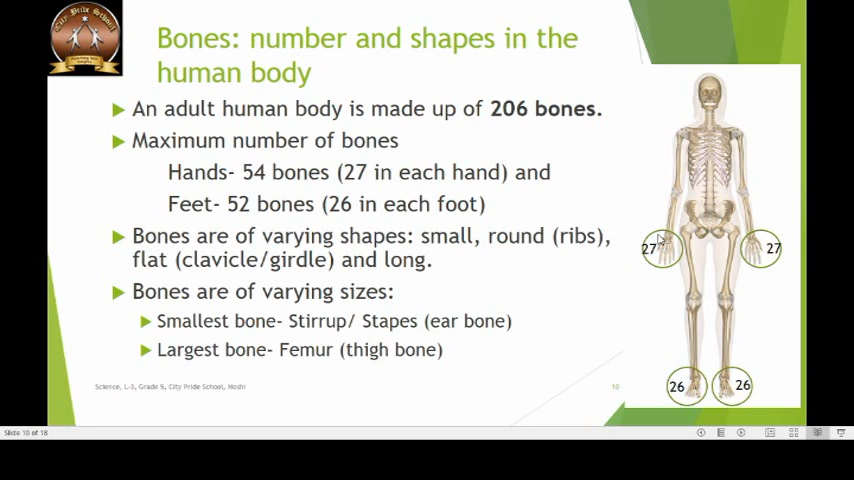 City Pride School
Bones: number and shapes in the
human body
An adult human body is made up of 206 bones.
Maximum number of bones
Hands- 54 bones (27 in each hand) and
Feet- 52 bones (26 in each foot)
Bones are of varying shapes: small, round (ribs),
flat (clavicle/girdle) and long.
Bones are of varying sizes:
Smallest bone- Stirrup/ Stapes (ear bone)
Largest bone- Femur (thigh bone)
27
27
26
26
Science, L-3, Grade 5, City Pride School, Moshi
10
Slide 10 of 18